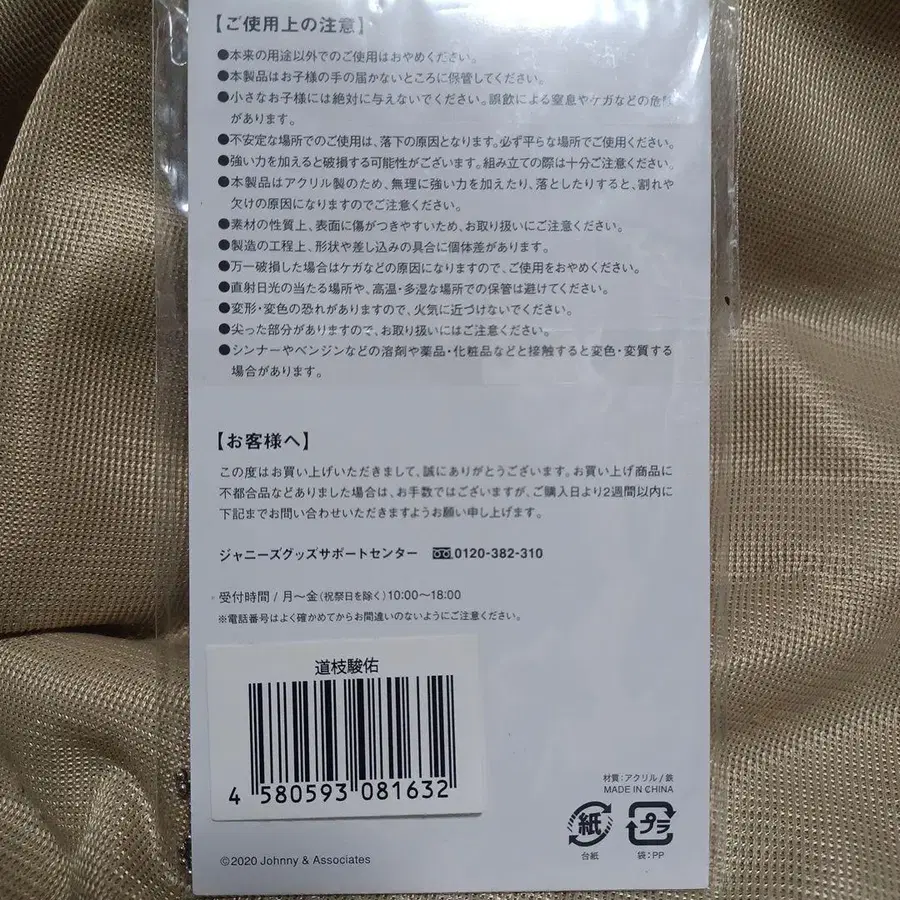 【ご使用上の注意】
●本来の用途以外でのご使用はおやめください。
●本製品はお子様の手の届かないところに保管してください。
●小さなお子様には絶対に与えないでください。誤飲による窒息やケガなどの危険
があります。
●不安定な場所でのご使用は、落下の原因となります。必ず平らな場所でご使用ください。
●強い力を加えると破損する可能性がございます。組み立ての際は十分ご注意ください。
●本製品はアクリル製のため、無理に強い力を加えたり、落としたりすると、割れや
欠けの原因になりますのでご注意ください。
●素材の性質上、表面に傷がつきやすいため、お取り扱いにご注意ください。
●製造の工程上、形状や差し込みの具合に個体差があります。
●万一破損した場合はケガなどの原因になりますので、ご使用をおやめください。
●直射日光の当たる場所や、高温・多湿な場所での保管は避けてください。
●変形・変色の恐れがありますので、火気に近づけないでください。
●尖った部分がありますので、お取り扱いにはご注意ください。
●シンナーやベンジンなどの溶剤や薬品・化粧品などと接触すると変色・変質する
場合があります。
【お客様へ】
この度はお買い上げいただきまして、誠にありがとうございます。お買い上げ商品に
不都合品などありました場合は、お手数ではございますが、ご購入日より2週間以内に
下記までお問い合わせいただきますようお願い申し上げます。
ジャニーズグッズサポートセンター 0120-382-310
受付時間 / 月〜金(祝祭日を除く)10:00〜18:00
※電話番号はよく確かめてからお間違いのないようにご注意ください。
道枝駿佑
4 580593 081632
材質:アクリル / 鉄
MADE IN CHINA
紙 プラ
台紙 袋:PP
©2020 Johnny & Associates